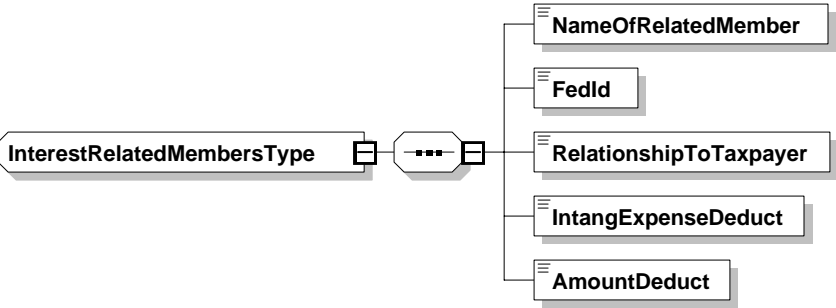 NameOfRelatedMember
FedId
InterestRelatedMembersType
RelationshipToTaxpayer
IntangExpenseDeduct
AmountDeduct